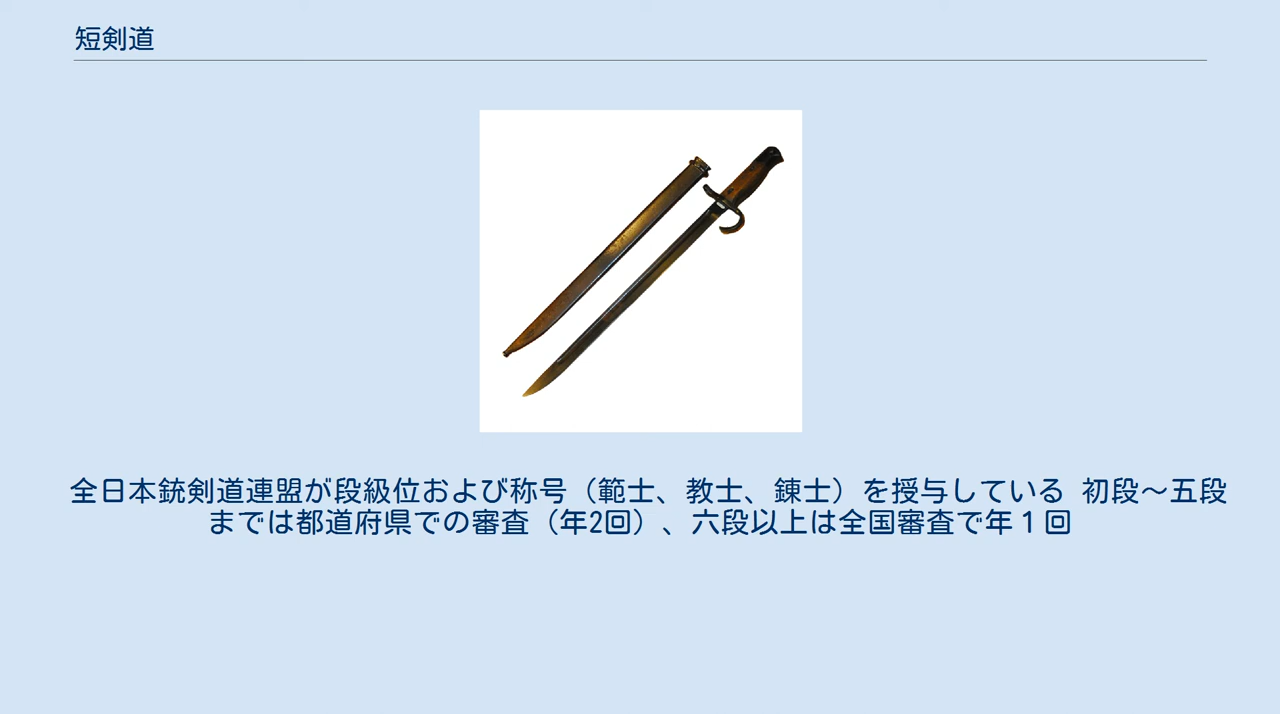 短剣道
全日本銃剣道連盟が段級位および称号（範士、教士、錬士）を授与している 初段～五段
までは都道府県での審査（年2回）、六段以上は全国審査で年１回